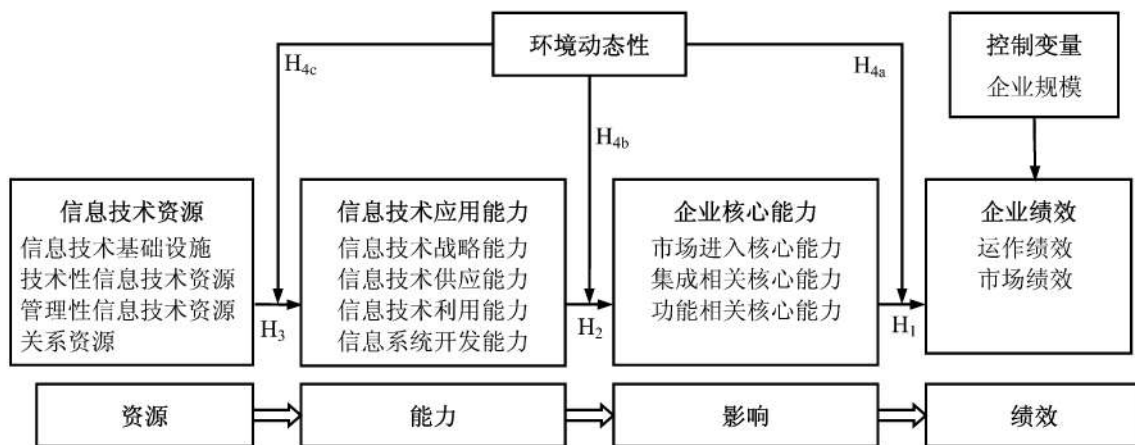 环境动态性
控制变量
企业规模
H4c
H4a
H4b
信息技术资源
信息技术基础设施
技术性信息技术资源
管理性信息技术资源
关系资源
H3
信息技术应用能力
信息技术战略能力
信息技术供应能力
信息技术利用能力
信息系统开发能力
H2
企业核心能力
市场进入核心能力
集成相关核心能力
功能相关核心能力
H1
企业绩效
运作绩效
市场绩效
资源
能力
影响
绩效